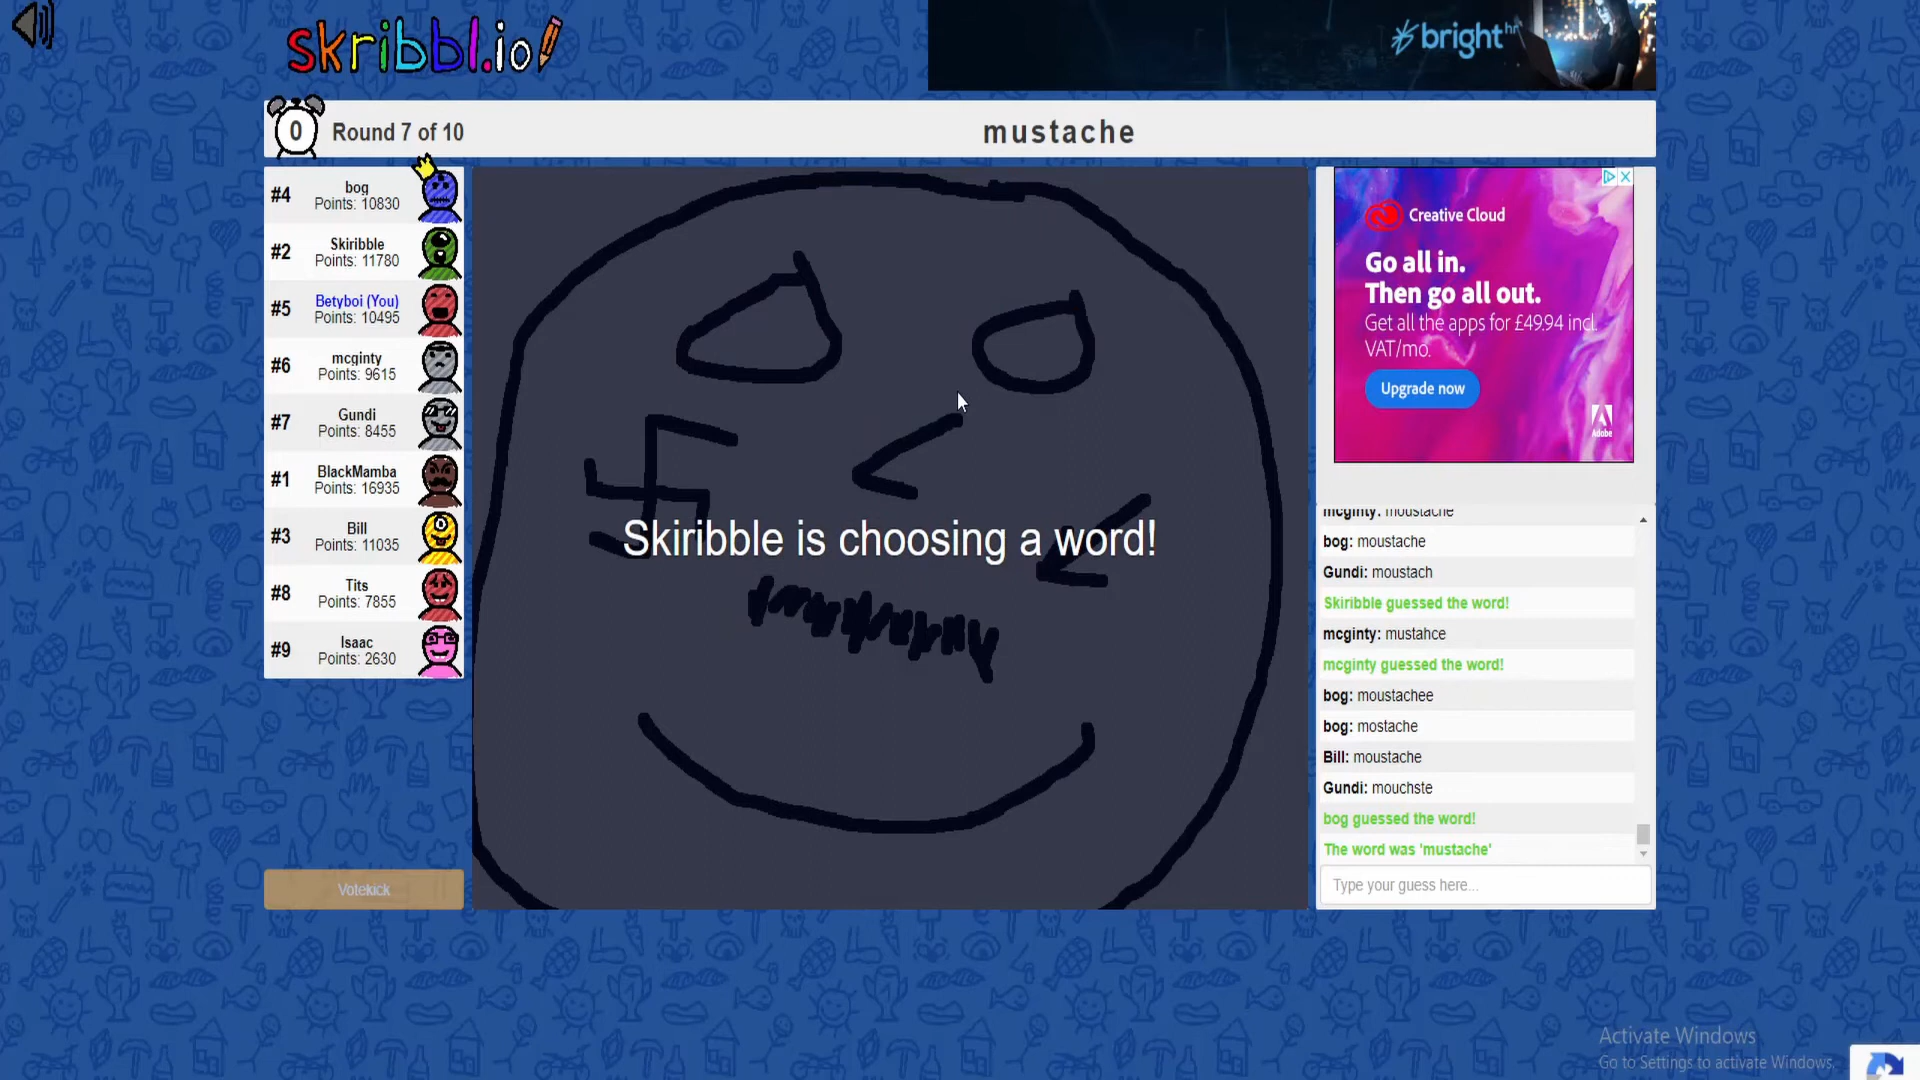 skribbl.io
brighthr
0
Round 7 of 10
mustache
#4
bog
Points: 10830
#2
Skiribble
Points: 11780
#5
Betyboi (You)
Points: 10495
#6
mcginty
Points: 9615
#7
Gundi
Points: 8455
#1
BlackMamba
Points: 16935
#3
Bill
Points: 11035
#8
Tits
Points: 7855
#9
Isaac
Points: 2630
Votekick
Skiribble is choosing a word!
Creative Cloud
Go all in.
Then go all out.
Get all the apps for £49.94 incl.
VAT/mo.
Upgrade now
Adobe
mcginty: moustache
bog: moustache
Gundi: moustach
Skiribble guessed the word!
mcginty: mustahce
mcginty guessed the word!
bog: moustachee
bog: mostache
Bill: moustache
Gundi: mouchste
bog guessed the word!
The word was 'mustache'
Type your guess here...
Activate Windows
Go to Settings to activate Windows.